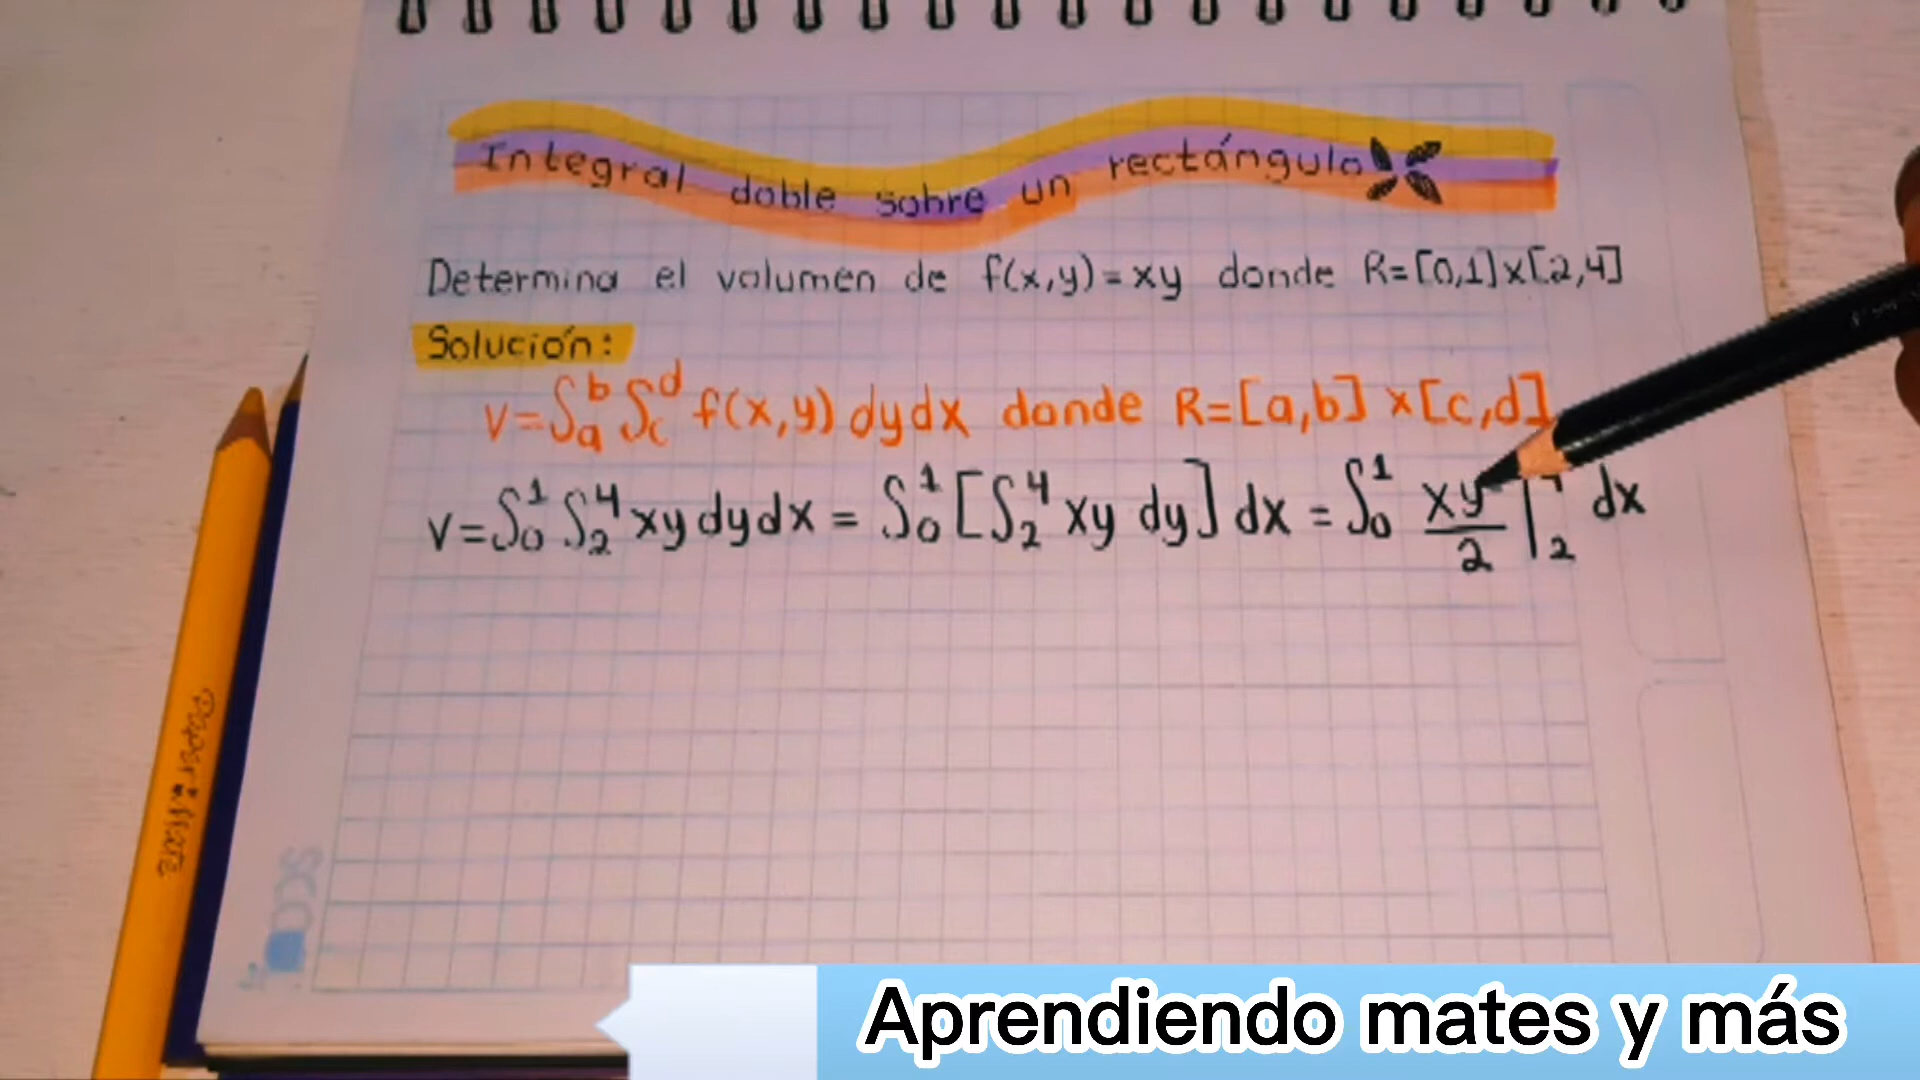 Integral doble sobre un rectángulo
Determina el volumen de f(x,y)=xy donde R=[0,1]x[2,4]
Solución:
V=∫ₐᵇ ∫꜀ᵈ f(x,y) dydx donde R=[a,b]x[c,d]
V=∫₀¹ ∫₂⁴ xy dydx = ∫₀¹ [∫₂⁴ xy dy] dx = ∫₀¹ xy²/2 |₂⁴ dx
Aprendiendo mates y más